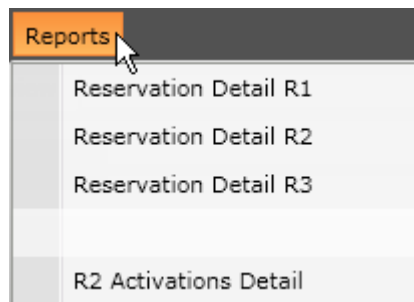 Reports
Reservation Detail R1
Reservation Detail R2
Reservation Detail R3
R2 Activations Detail